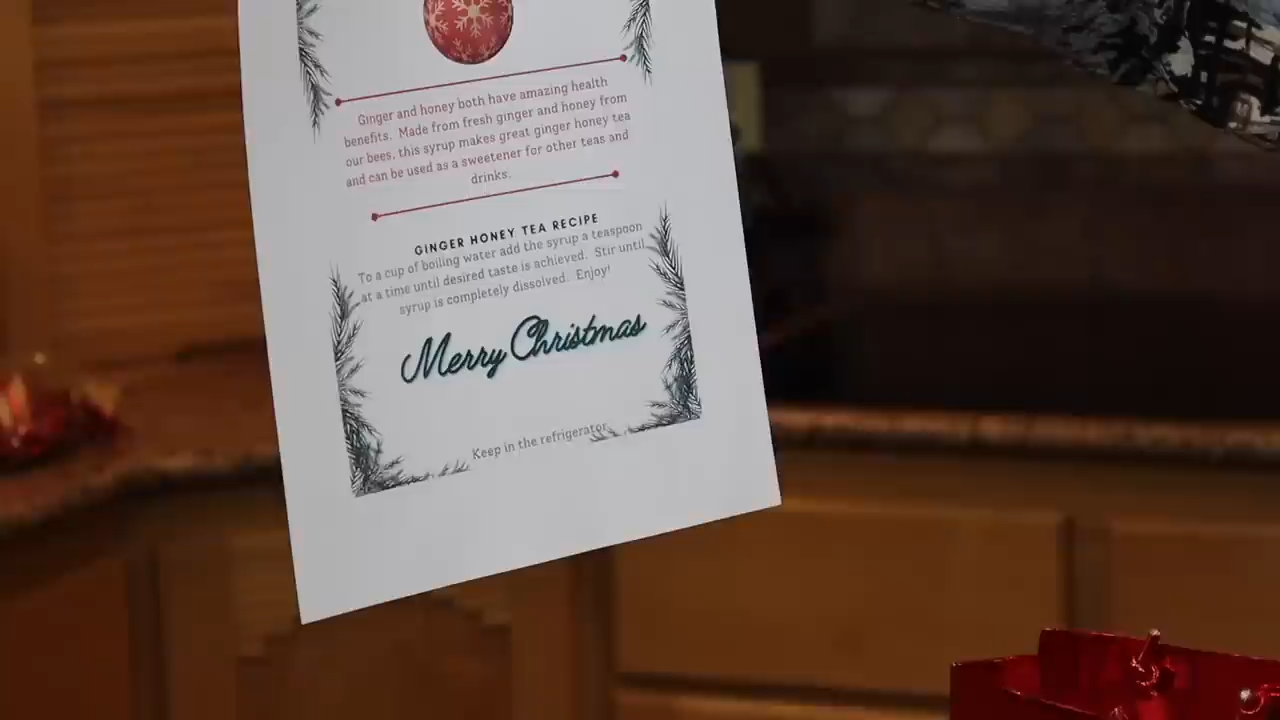 Ginger and honey both have amazing health
benefits. Made from fresh ginger and honey from
our bees, this syrup makes great ginger honey tea
and can be used as a sweetener for other teas and
drinks.
GINGER HONEY TEA RECIPE
To a cup of boiling water add the syrup a teaspoon
at a time until desired taste is achieved. Stir until
syrup is completely dissolved. Enjoy!
Merry Christmas
Keep in the refrigerator